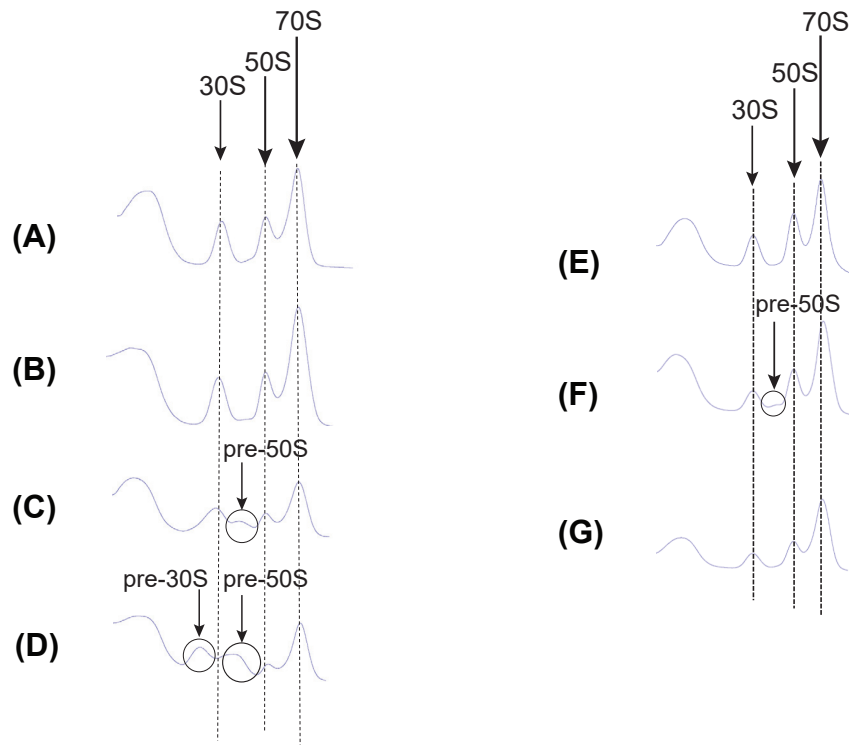 70S
50S
30S
(A)
(B)
pre-50S
(C)
pre-30S pre-50S
(D)
70S
50S
30S
(E)
pre-50S
(F)
(G)